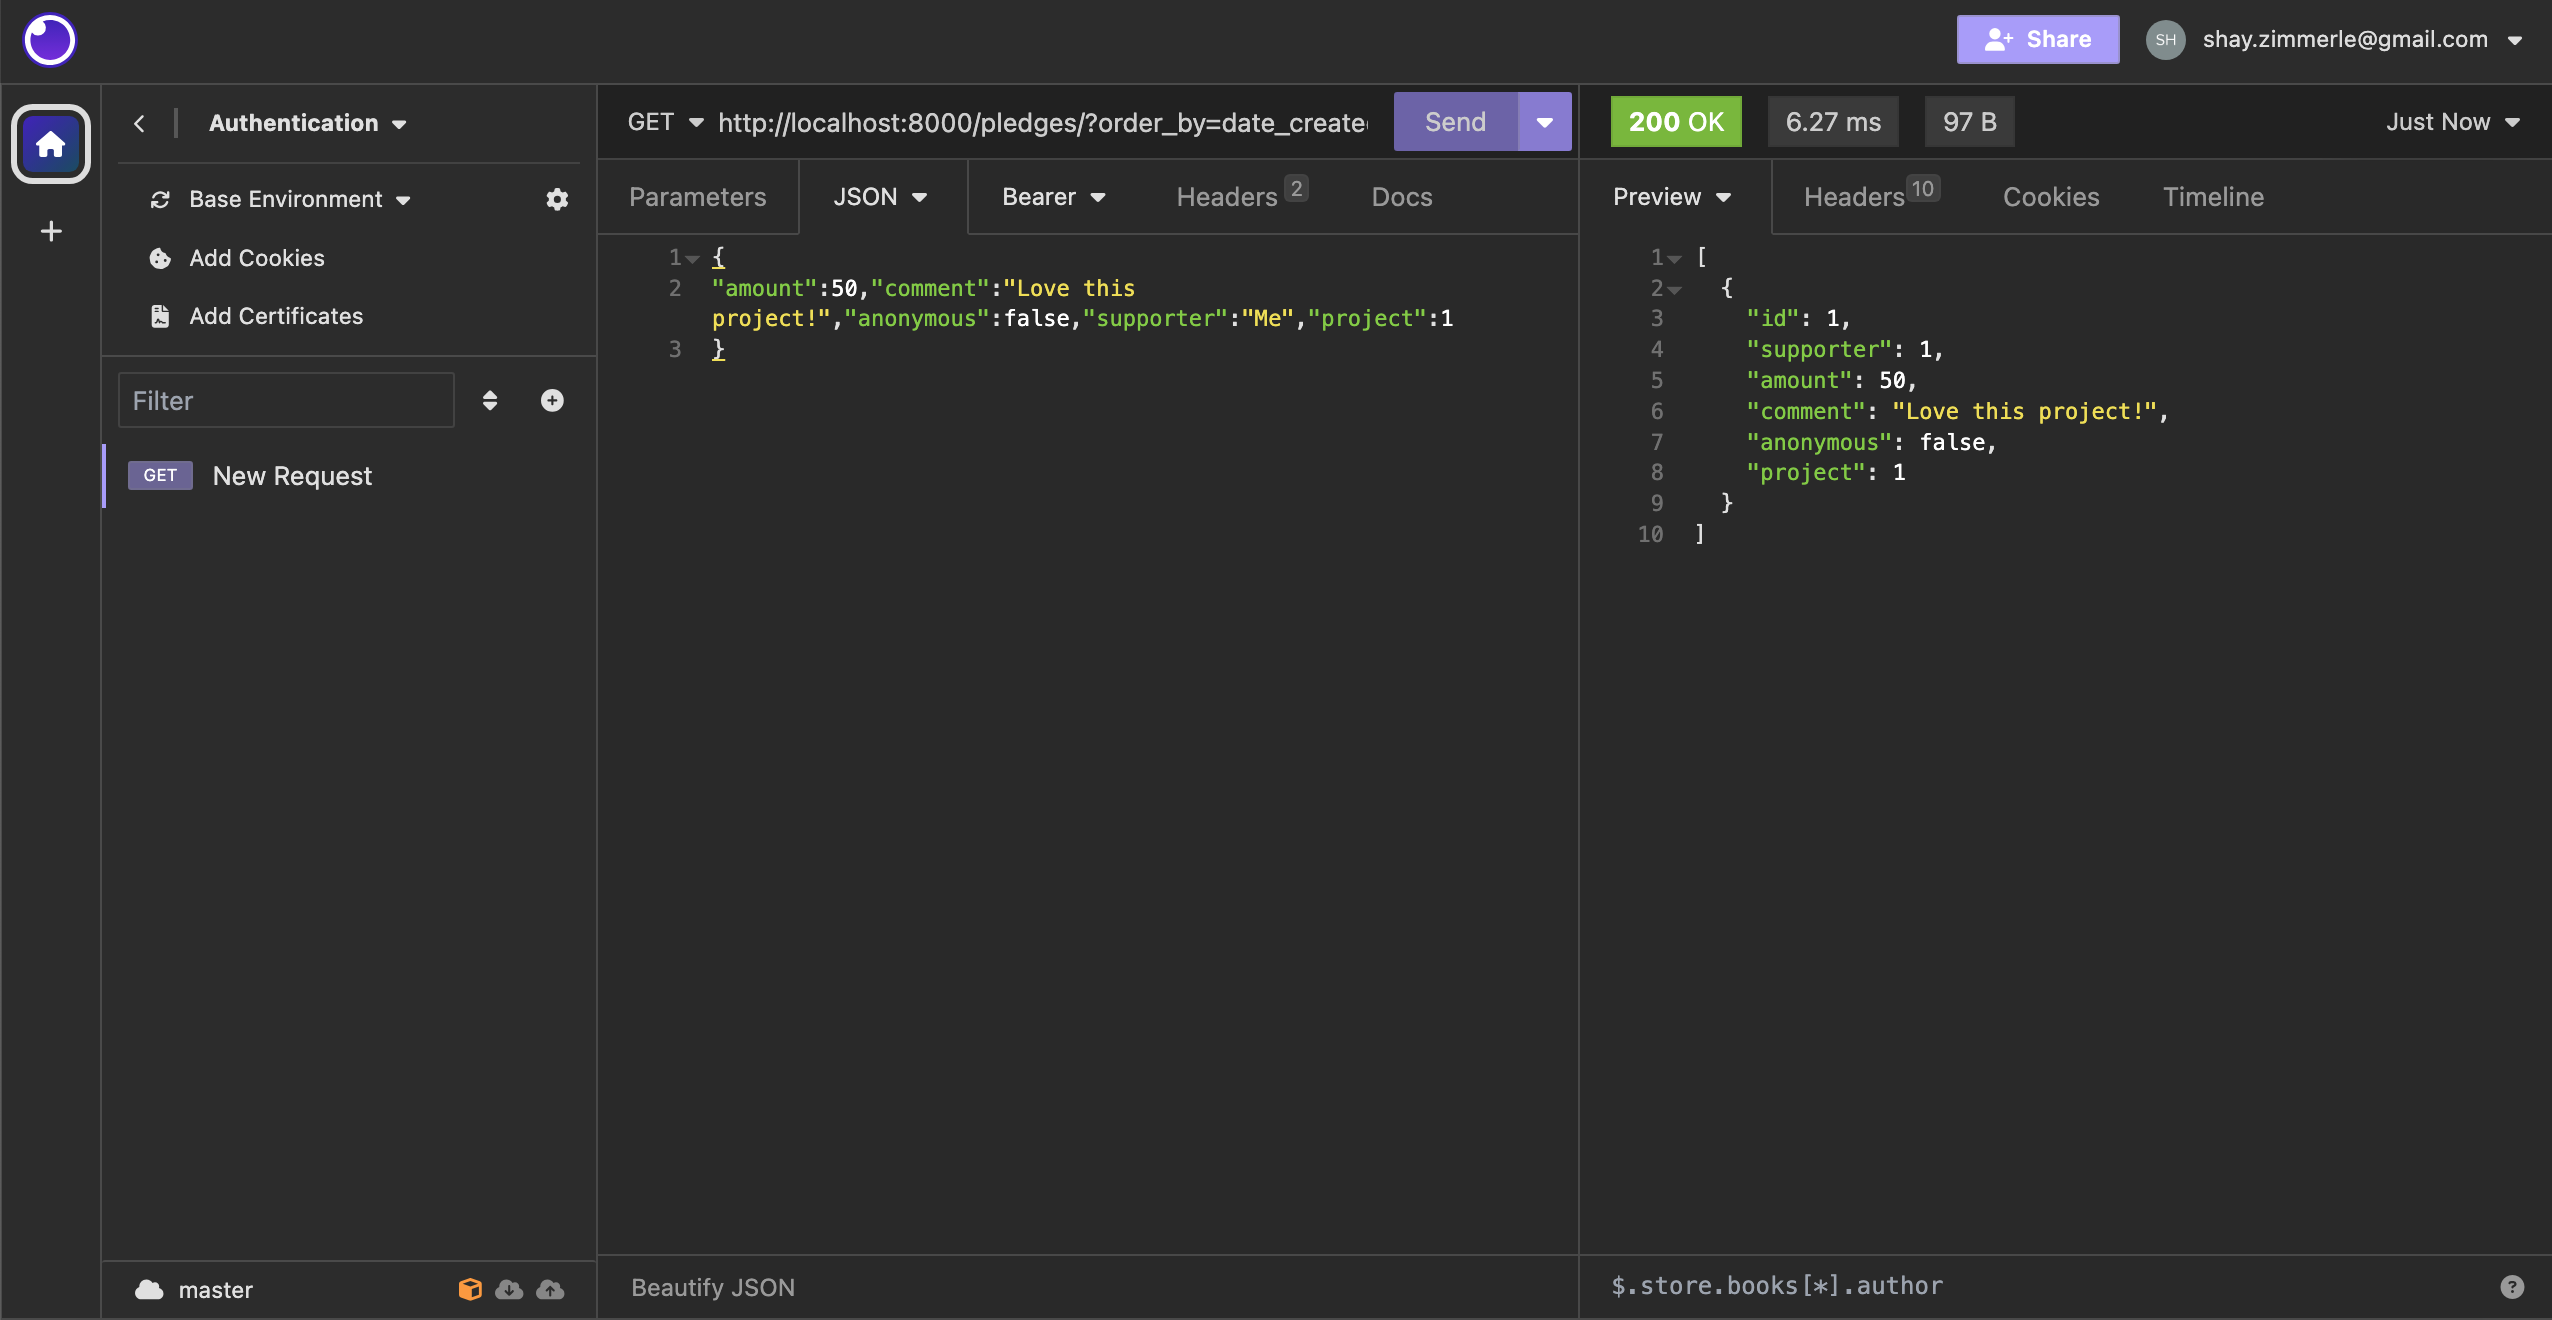 Share
SH
shay.zimmerle@gmail.com
Authentication
Base Environment
Add Cookies
Add Certificates
Filter
GET New Request
master
GET http://localhost:8000/pledges/?order_by=date_create
Send
Parameters
JSON
Bearer
Headers 2
Docs
1 {
2 "amount":50,"comment":"Love this
project!","anonymous":false,"supporter":"Me","project":1
3 }
Beautify JSON
200 OK
6.27 ms
97 B
Just Now
Preview
Headers 10
Cookies
Timeline
1 [
2 {
3 "id": 1,
4 "supporter": 1,
5 "amount": 50,
6 "comment": "Love this project!",
7 "anonymous": false,
8 "project": 1
9 }
10 ]
$.store.books[*].author